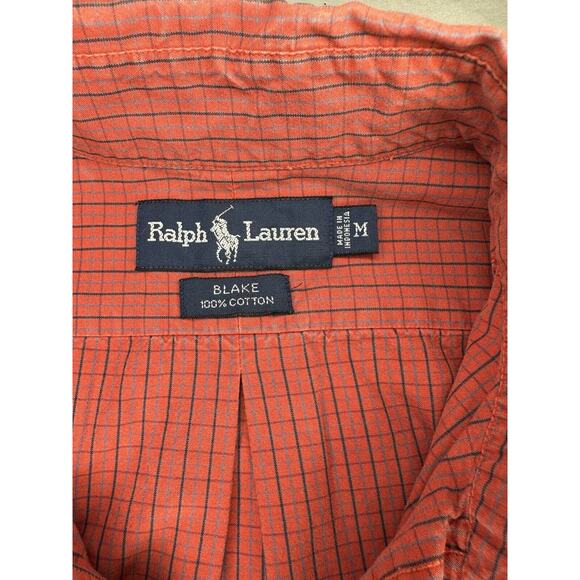 Ralph Lauren
MADE IN
INDONESIA
M
BLAKE
100% COTTON